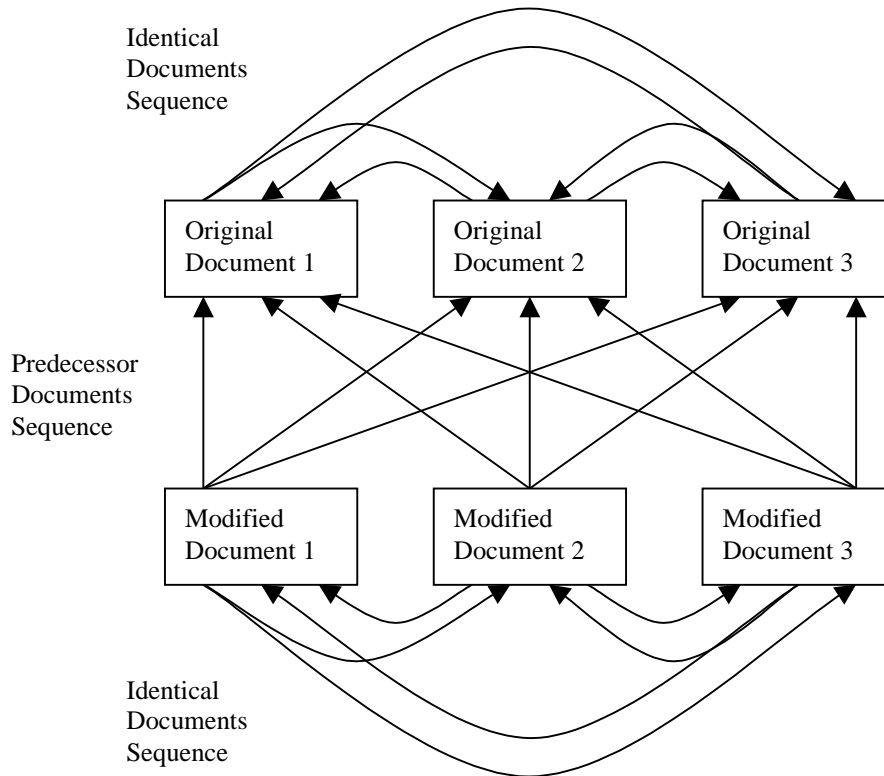 Identical
Documents
Sequence
Original
Document 1
Original
Document 2
Original
Document 3
Predecessor
Documents
Sequence
Modified
Document 1
Modified
Document 2
Modified
Document 3
Identical
Documents
Sequence